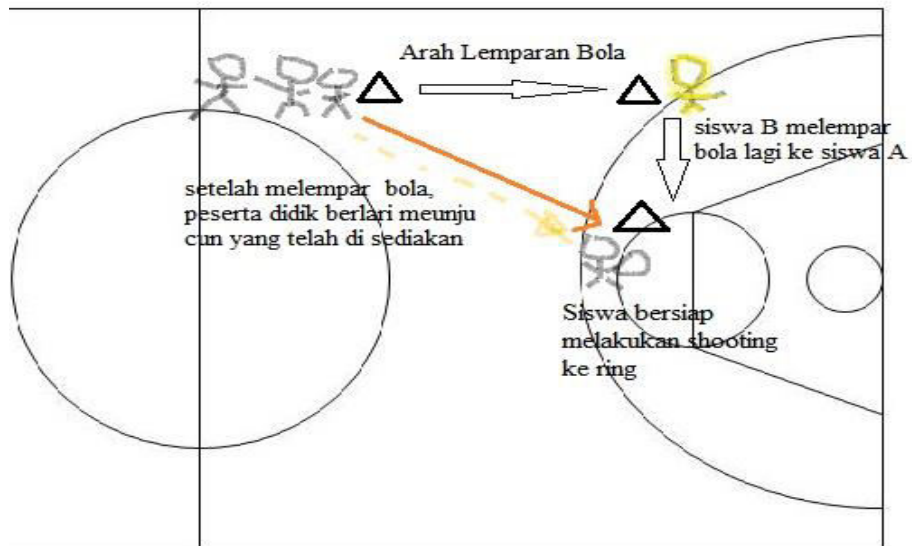 Arah Lemparan Bola
siswa B melempar
bola lagi ke siswa A
setelah melempar bola,
peserta didik berlari meunju
cun yang telah di sediakan
Siswa bersiap
melakukan shooting
ke ring